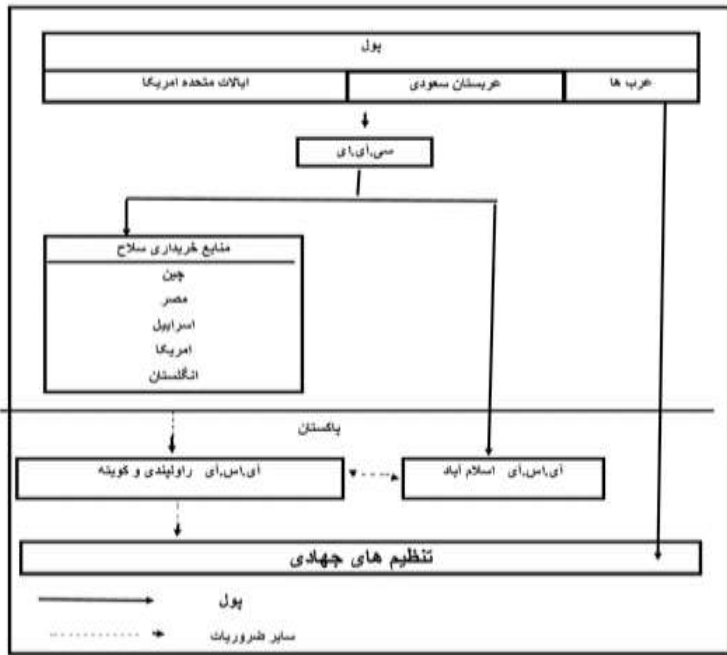 پول
ایالات متحده امریکا
عربستان سعودی
عرب ها
سی,آی,ای
منابع خریداری سلاح
چین
مصر
اسراییل
امریکا
انگلستان
پاکستان
آی,اس,آی راولپندی و کویته
آی,اس,آی اسلام آباد
تنظیم های جهادی
پول
سایر ضروریات